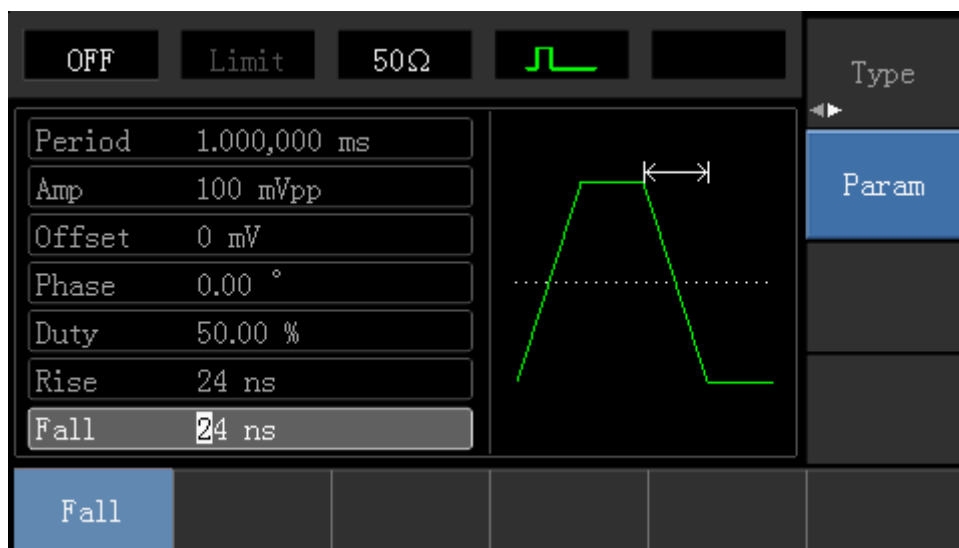 OFF Limit 50Ω
Type
Period 1.000,000 ms
Param
Amp 100 mVpp
Offset 0 mV
Phase 0.00 °
Duty 50.00 %
Rise 24 ns
Fall 24 ns
Fall